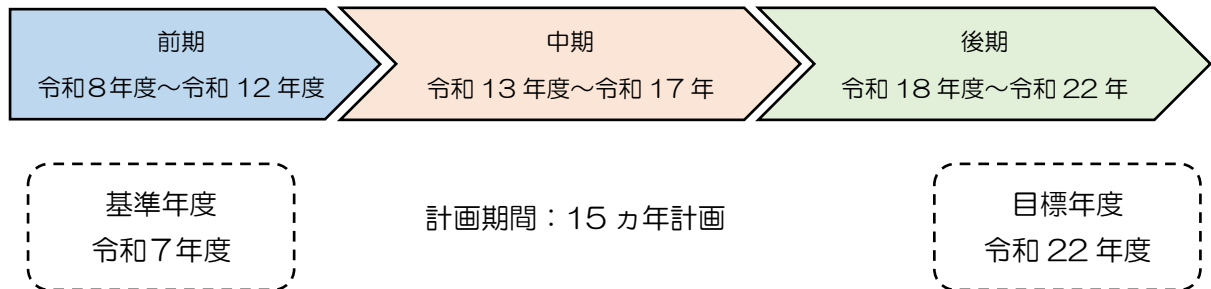 前期
令和8年度～令和 12 年度
中期
令和 13 年度～令和 17 年
後期
令和 18 年度～令和 22 年
基準年度
令和７年度
計画期間：15 ヵ年計画
目標年度
令和 22 年度